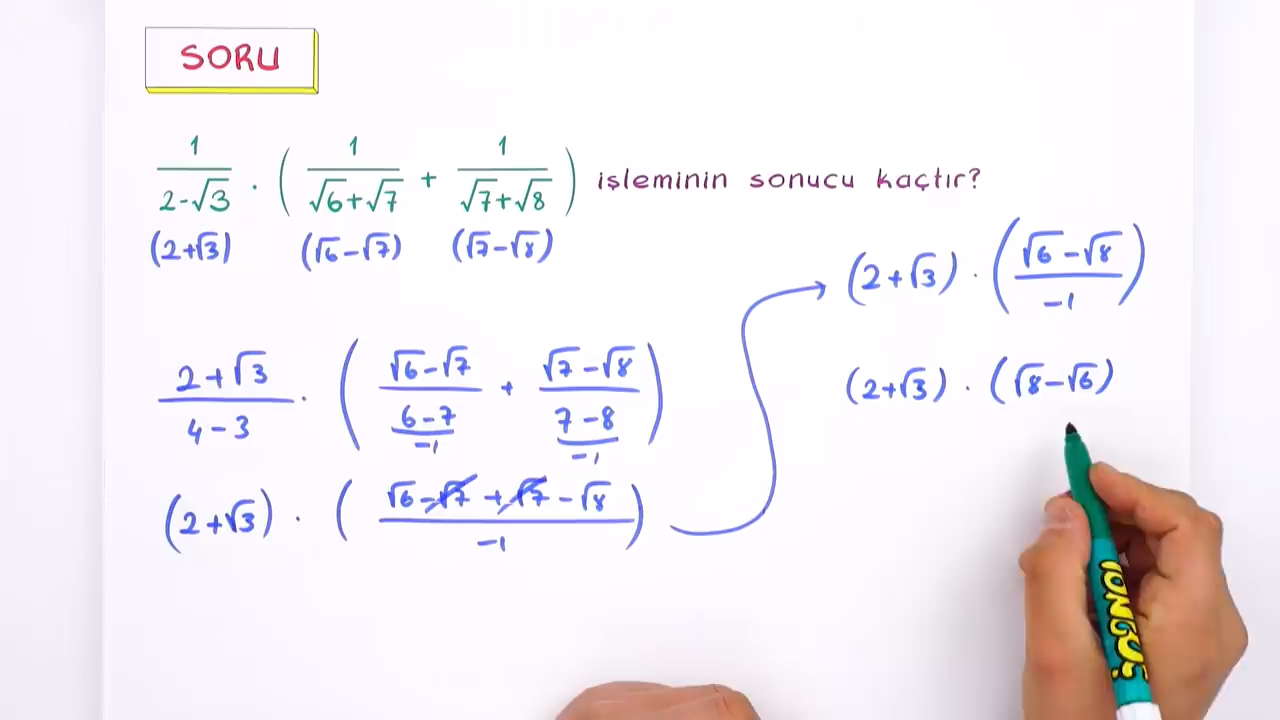 SORU
1/(2-√3) · (1/(√6+√7) + 1/(√7+√8)) işleminin sonucu kaçtır?
(2+√3) (√6-√7) (√7-√8)
(2+√3)/(4-3) · ((√6-√7)/(6-7) + (√7-√8)/(7-8))
-1 -1
(2+√3) · ((√6-√7+√7-√8)/-1)
(2+√3) · ((√6-√8)/-1)
(2+√3) · (√8-√6)
TONGUÇ